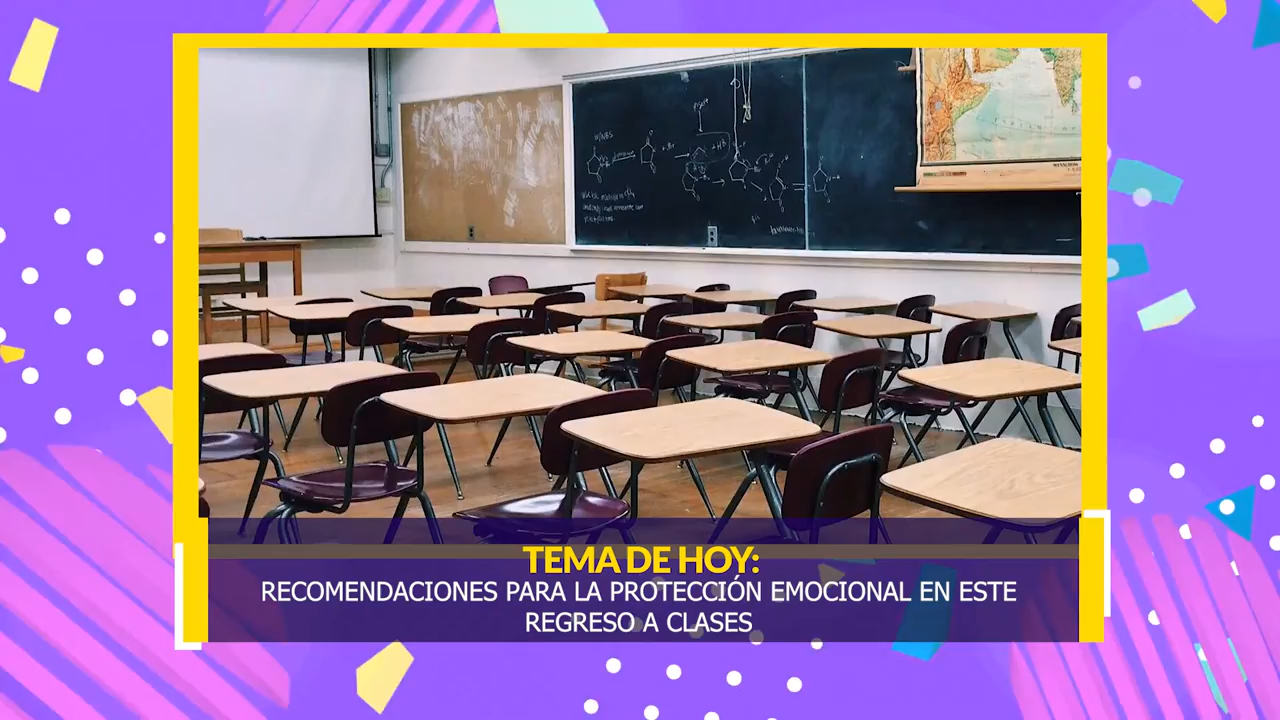 TEMA DE HOY:
RECOMENDACIONES PARA LA PROTECCIÓN EMOCIONAL EN ESTE
REGRESO A CLASES